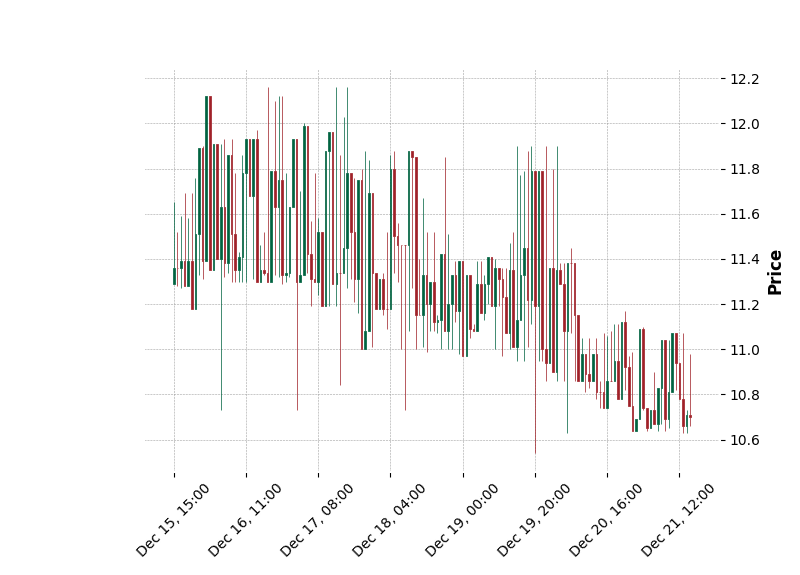 12.2
12.0
11.8
11.6
11.4
11.2
11.0
10.8
10.6
Price
Dec 15, 15:00
Dec 16, 11:00
Dec 17, 08:00
Dec 18, 04:00
Dec 19, 00:00
Dec 19, 20:00
Dec 20, 16:00
Dec 21, 12:00